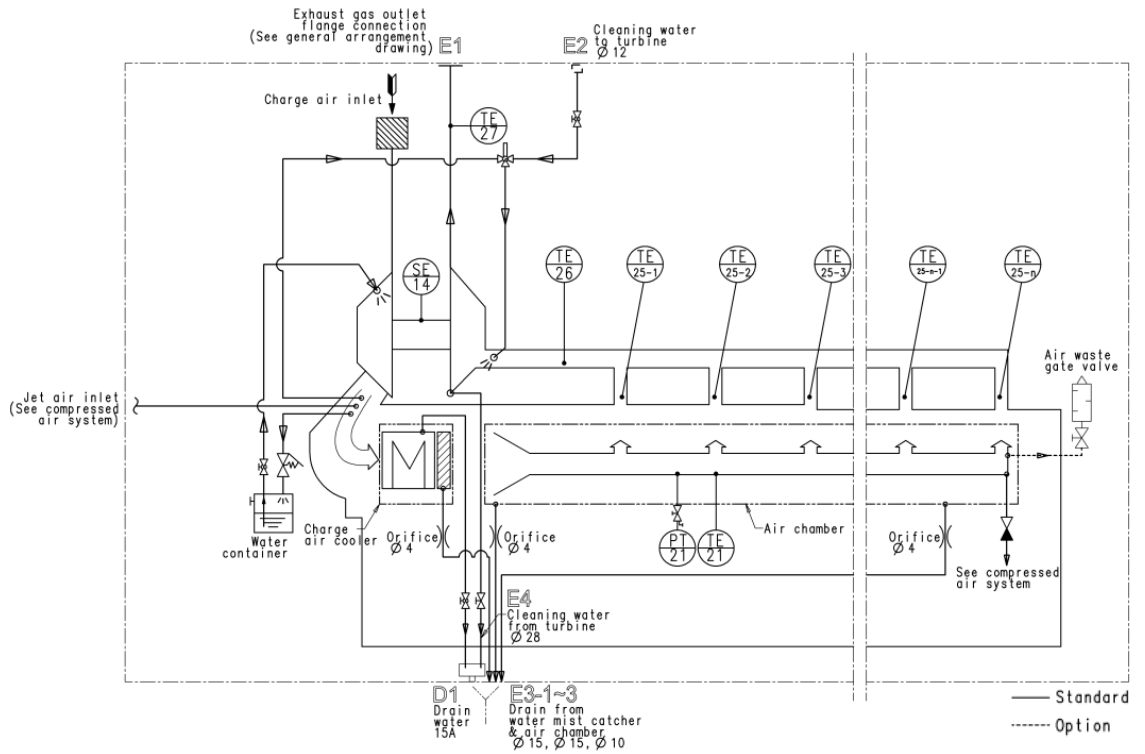 Exhaust gas outlet
flange connection
(See general arrangement
drawing)
E1
E2
Cleaning water
to turbine
Ø 12
Charge air inlet
TE
27
SE
14
TE
26
TE
25-1
TE
25-2
TE
25-3
TE
25-n-1
TE
25-n
Air waste
gate valve
Jet air inlet
(See compressed
air system)
Water
container
Charge
air cooler
Orifice
Ø 4
Orifice
Ø 4
PT
21
TE
21
Air chamber
Orifice
Ø 4
See compressed
air system
E4
Cleaning water
from turbine
Ø 28
D1
Drain
water
15A
E3-1~3
Drain from
water mist catcher
& air chamber
Ø 15, Ø 15, Ø 10
Standard
Option